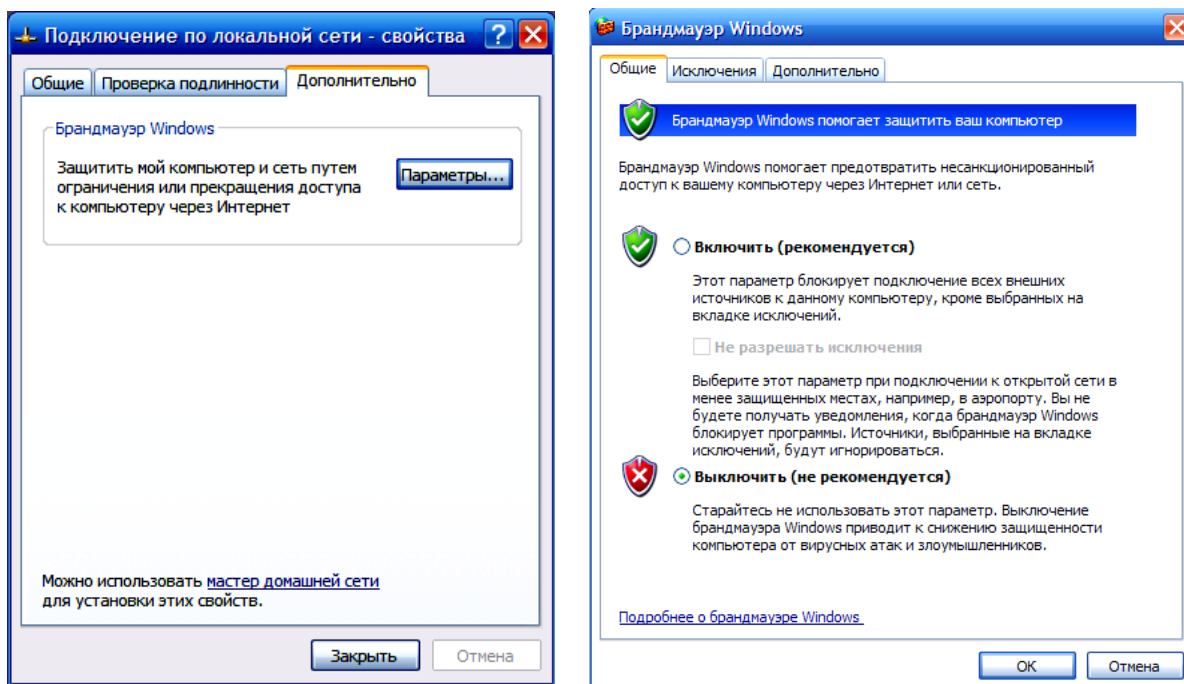 Подключение по локальной сети - свойства
Общие
Проверка подлинности
Дополнительно
Брандмауэр Windows
Защитить мой компьютер и сеть путем
ограничения или прекращения доступа
к компьютеру через Интернет
Параметры...
Можно использовать мастер домашней сети
для установки этих свойств.
Закрыть
Отмена
Брандмауэр Windows
Общие
Исключения
Дополнительно
Брандмауэр Windows помогает защитить ваш компьютер
Брандмауэр Windows помогает предотвратить несанкционированный
доступ к вашему компьютеру через Интернет или сеть.
Включить (рекомендуется)
Этот параметр блокирует подключение всех внешних
источников к данному компьютеру, кроме выбранных на
вкладке исключений.
Не разрешать исключения
Выберите этот параметр при подключении к открытой сети в
менее защищенных местах, например, в аэропорту. Вы не
будете получать уведомления, когда брандмауэр Windows
блокирует программы. Источники, выбранные на вкладке
исключений, будут игнорироваться.
Выключить (не рекомендуется)
Старайтесь не использовать этот параметр. Выключение
брандмауэра Windows приводит к снижению защищенности
компьютера от вирусных атак и злоумышленников.
Подробнее о брандмауэре Windows
ОК
Отмена